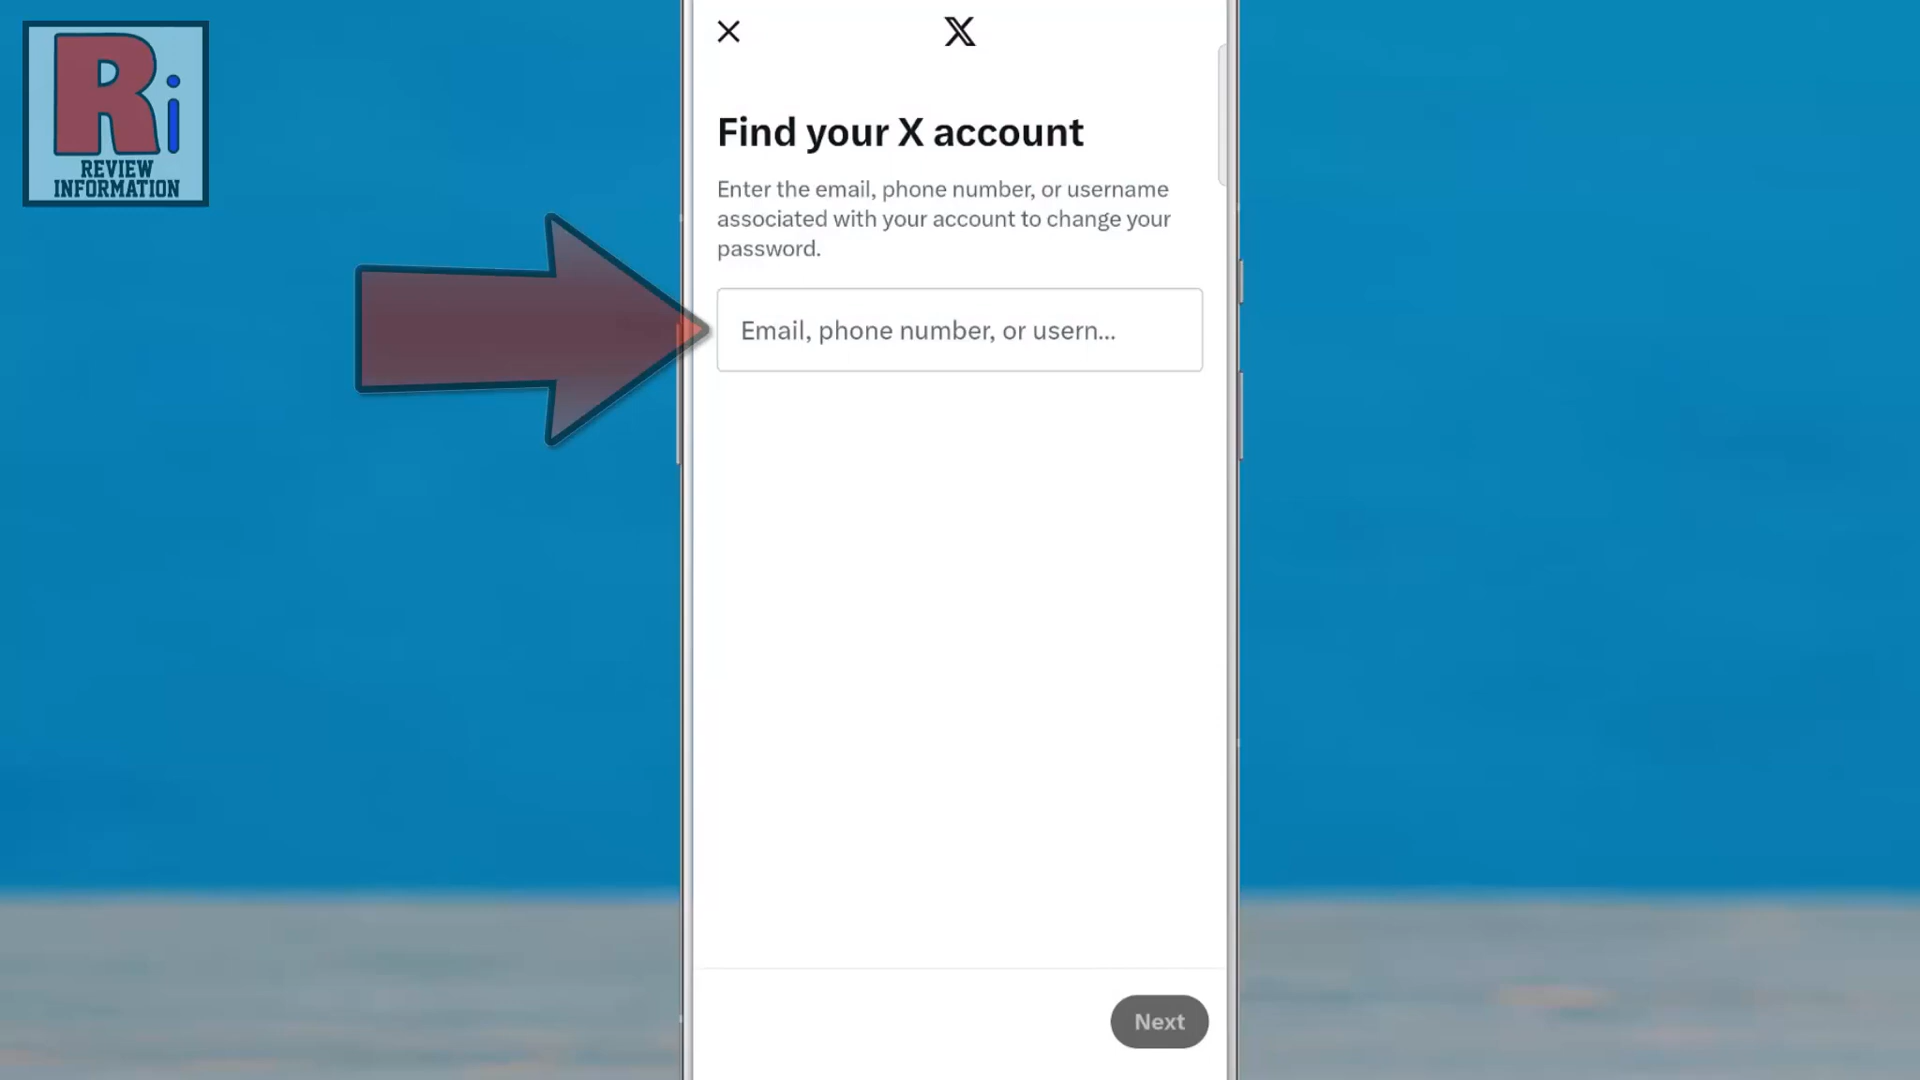 Ri
REVIEW
INFORMATION
X
Find your X account
Enter the email, phone number, or username
associated with your account to change your
password.
Email, phone number, or usern...
Next